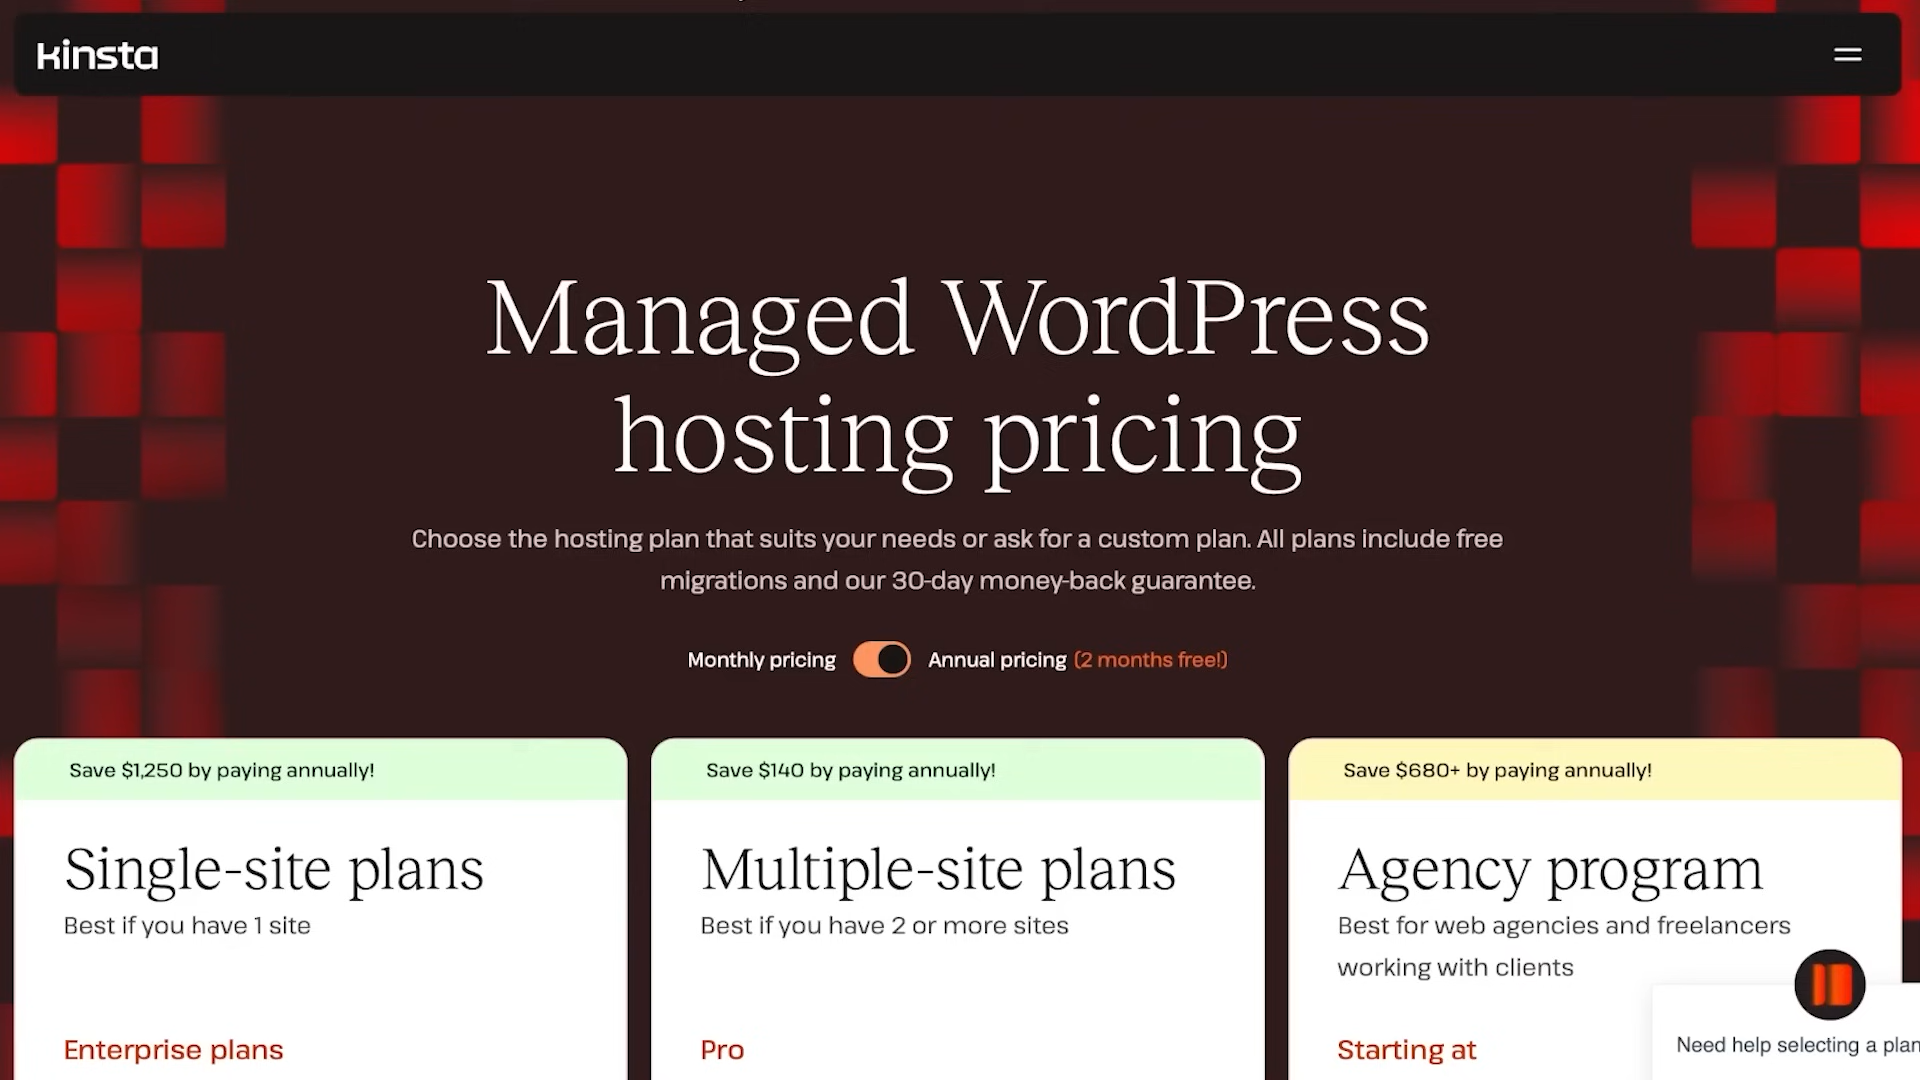 Kinsta
Managed WordPress
hosting pricing
Choose the hosting plan that suits your needs or ask for a custom plan. All plans include free
migrations and our 30-day money-back guarantee.
Monthly pricing Annual pricing (2 months free!)
Save $1,250 by paying annually!
Single-site plans
Best if you have 1 site
Enterprise plans
Save $140 by paying annually!
Multiple-site plans
Best if you have 2 or more sites
Pro
Save $680+ by paying annually!
Agency program
Best for web agencies and freelancers
working with clients
Starting at
Need help selecting a plan